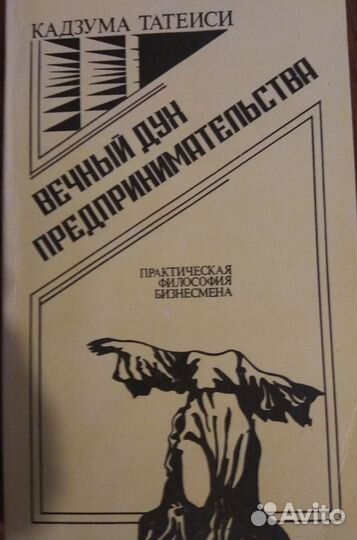 КАДЗУМА ТАТЕИСИ
ВЕЧНЫЙ ДУХ
ПРЕДПРИНИМАТЕЛЬСТВА
ПРАКТИЧЕСКАЯ
ФИЛОСОФИЯ
БИЗНЕСМЕНА
Avito